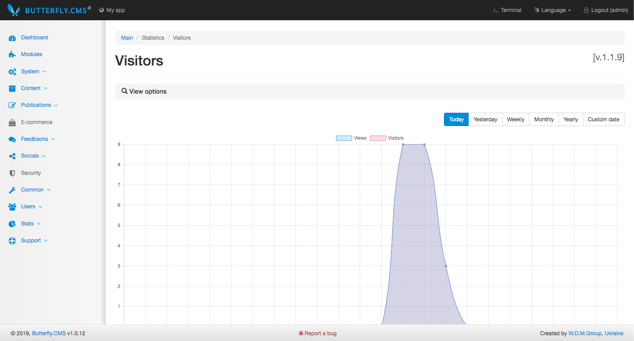 BUTTERFLY.CMS
My app
Terminal
Language
Logout (admin)
Dashboard
Modules
System
Content
Publications
E-commerce
Feedbacks
Socials
Security
Common
Users
Stats
Support
Main / Statistics / Visitors
Visitors
[v.1.1.9]
View options
Today Yesterday Weekly Monthly Yearly Custom date
Views Visitors
9
8
7
6
5
4
3
2
1
© 2019, Butterfly.CMS v1.0.12
Report a bug
Created by W.D.M.Group, Ukraine